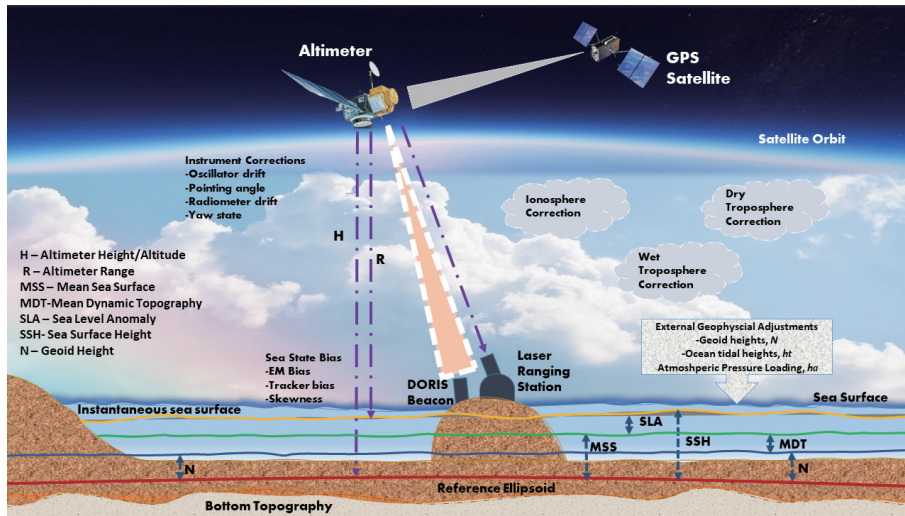 Altimeter
GPS
Satellite
Satellite Orbit
Instrument Corrections
-Oscillator drift
-Pointing angle
-Radiometer drift
-Yaw state
Ionosphere
Correction
Dry
Troposphere
Correction
H
R
Wet
Troposphere
Correction
H – Altimeter Height/Altitude
R – Altimeter Range
MSS – Mean Sea Surface
MDT-Mean Dynamic Topography
SLA – Sea Level Anomaly
SSH- Sea Surface Height
N – Geoid Height
External Geophyscial Adjustments
-Geoid heights, N
-Ocean tidal heights, ht
Atmoshperic Pressure Loading, ha
Sea State Bias
-EM Bias
-Tracker bias
-Skewness
DORIS
Beacon
Laser
Ranging
Station
Sea Surface
Instantaneous sea surface
SLA
MSS
SSH
MDT
N
N
Reference Ellipsoid
Bottom Topography